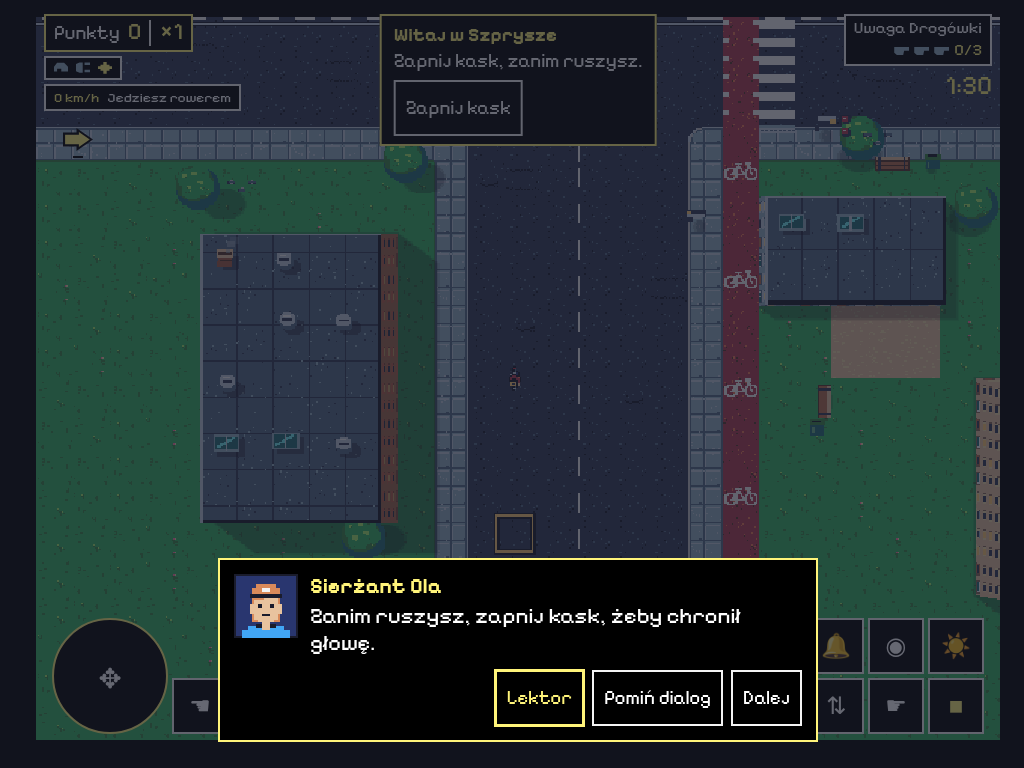 Punkty 0 ×1
0 km/h Jedziesz rowerem
Witaj w Szprysze
Zapnij kask, zanim ruszysz.
Zapnij kask
Uwaga Drogówki
0/3
1:30
Sierżant Ola
Zanim ruszysz, zapnij kask, żeby chronił
głowę.
Lektor
Pomiń dialog
Dalej